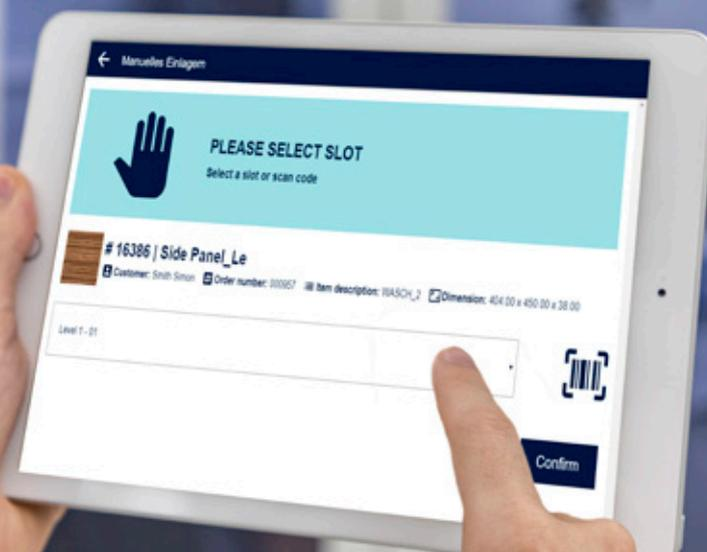 Manuelles Einlagern
PLEASE SELECT SLOT
Select a slot or scan code
# 16386 | Side Panel_Le
Customer: Smith Simon Order number: 000957 Item description: WASCH_2 Dimension: 404.00 x 450.00 x 38.00
Level 1 - 01
Confirm